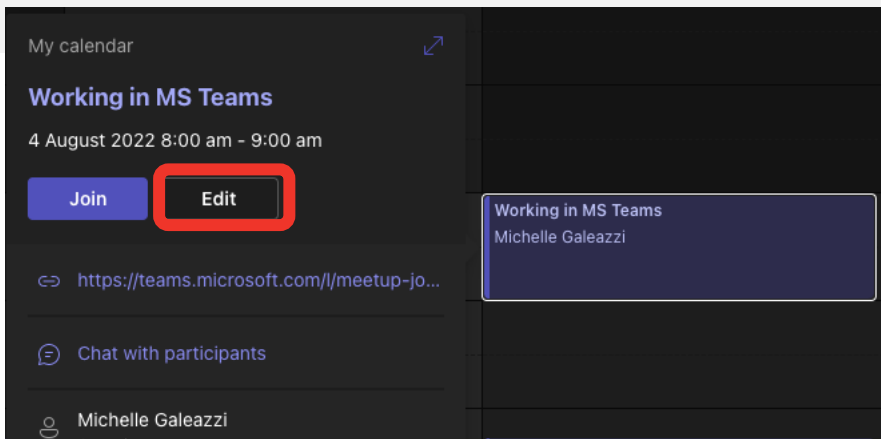 My calendar
Working in MS Teams
4 August 2022 8:00 am - 9:00 am
Join
Edit
https://teams.microsoft.com/l/meetup-jo...
Chat with participants
Michelle Galeazzi
Working in MS Teams
Michelle Galeazzi